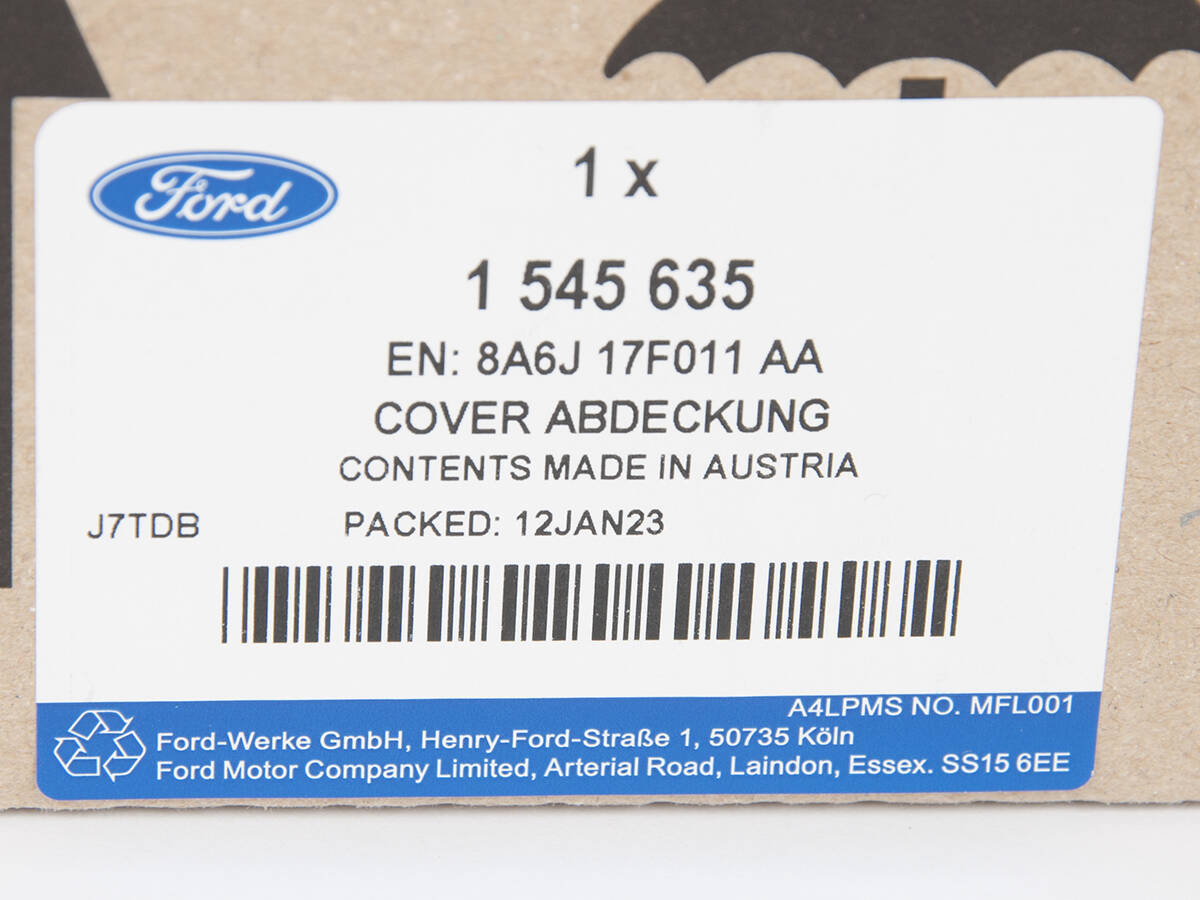 Ford
1 x
1 545 635
EN: 8A6J 17F011 AA
COVER ABDECKUNG
CONTENTS MADE IN AUSTRIA
J7TDB PACKED: 12JAN23
A4LPMS NO. MFL001
Ford-Werke GmbH, Henry-Ford-Straße 1, 50735 Köln
Ford Motor Company Limited, Arterial Road, Laindon, Essex. SS15 6EE